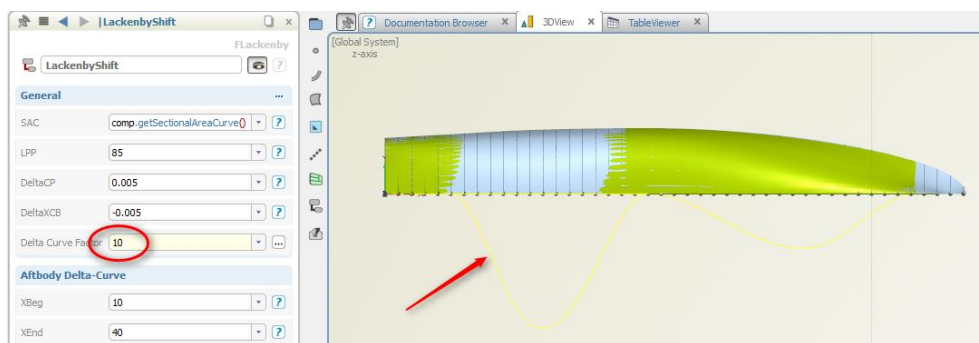 |LackenbyShift
FLackenby
LackenbyShift
?
General
...
SAC
comp.getSectionalAreaCurve()
?
LPP
85
?
DeltaCP
0.005
?
DeltaXCB
-0.005
?
Delta Curve Factor
10
...
Aftbody Delta-Curve
XBeg
10
?
XEnd
40
?
? Documentation Browser x
3DView x
TableViewer x
[Global System]
z-axis